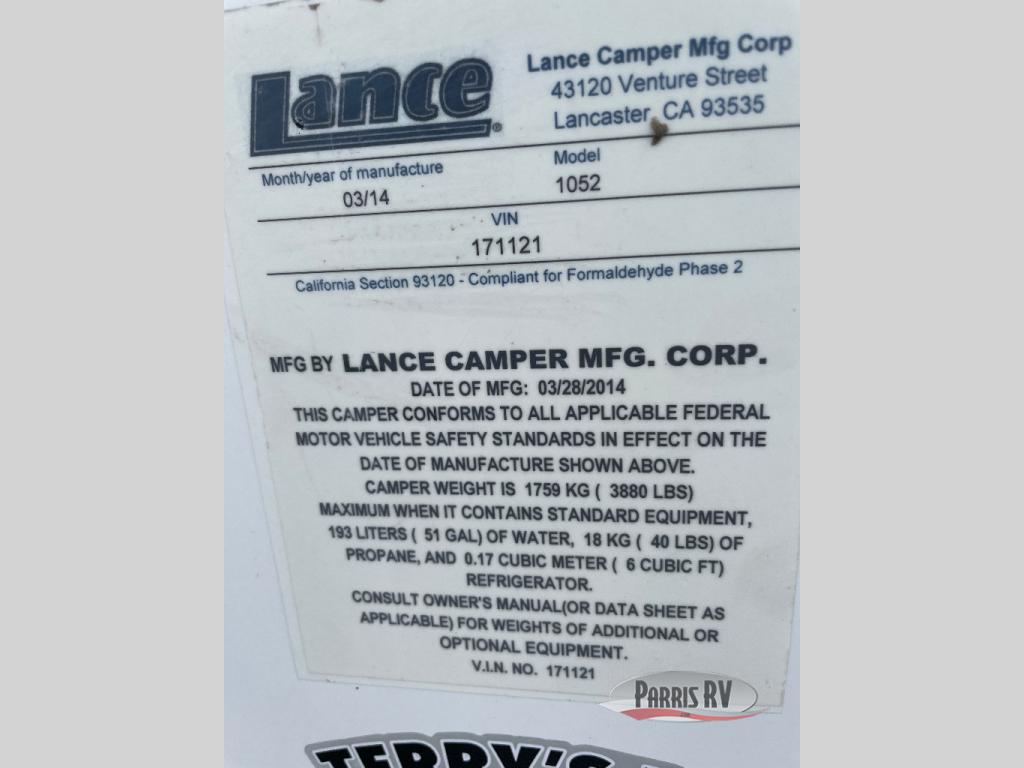 Lance®
Lance Camper Mfg Corp
43120 Venture Street
Lancaster, CA 93535
Month/year of manufacture
03/14
Model
1052
VIN
171121
California Section 93120 - Compliant for Formaldehyde Phase 2
MFG BY LANCE CAMPER MFG. CORP.
DATE OF MFG: 03/28/2014
THIS CAMPER CONFORMS TO ALL APPLICABLE FEDERAL
MOTOR VEHICLE SAFETY STANDARDS IN EFFECT ON THE
DATE OF MANUFACTURE SHOWN ABOVE.
CAMPER WEIGHT IS 1759 KG ( 3880 LBS)
MAXIMUM WHEN IT CONTAINS STANDARD EQUIPMENT,
193 LITERS ( 51 GAL) OF WATER, 18 KG ( 40 LBS) OF
PROPANE, AND 0.17 CUBIC METER ( 6 CUBIC FT)
REFRIGERATOR.
CONSULT OWNER'S MANUAL(OR DATA SHEET AS
APPLICABLE) FOR WEIGHTS OF ADDITIONAL OR
OPTIONAL EQUIPMENT.
V.I.N. NO. 171121
PARRIS RV
TERRY'S